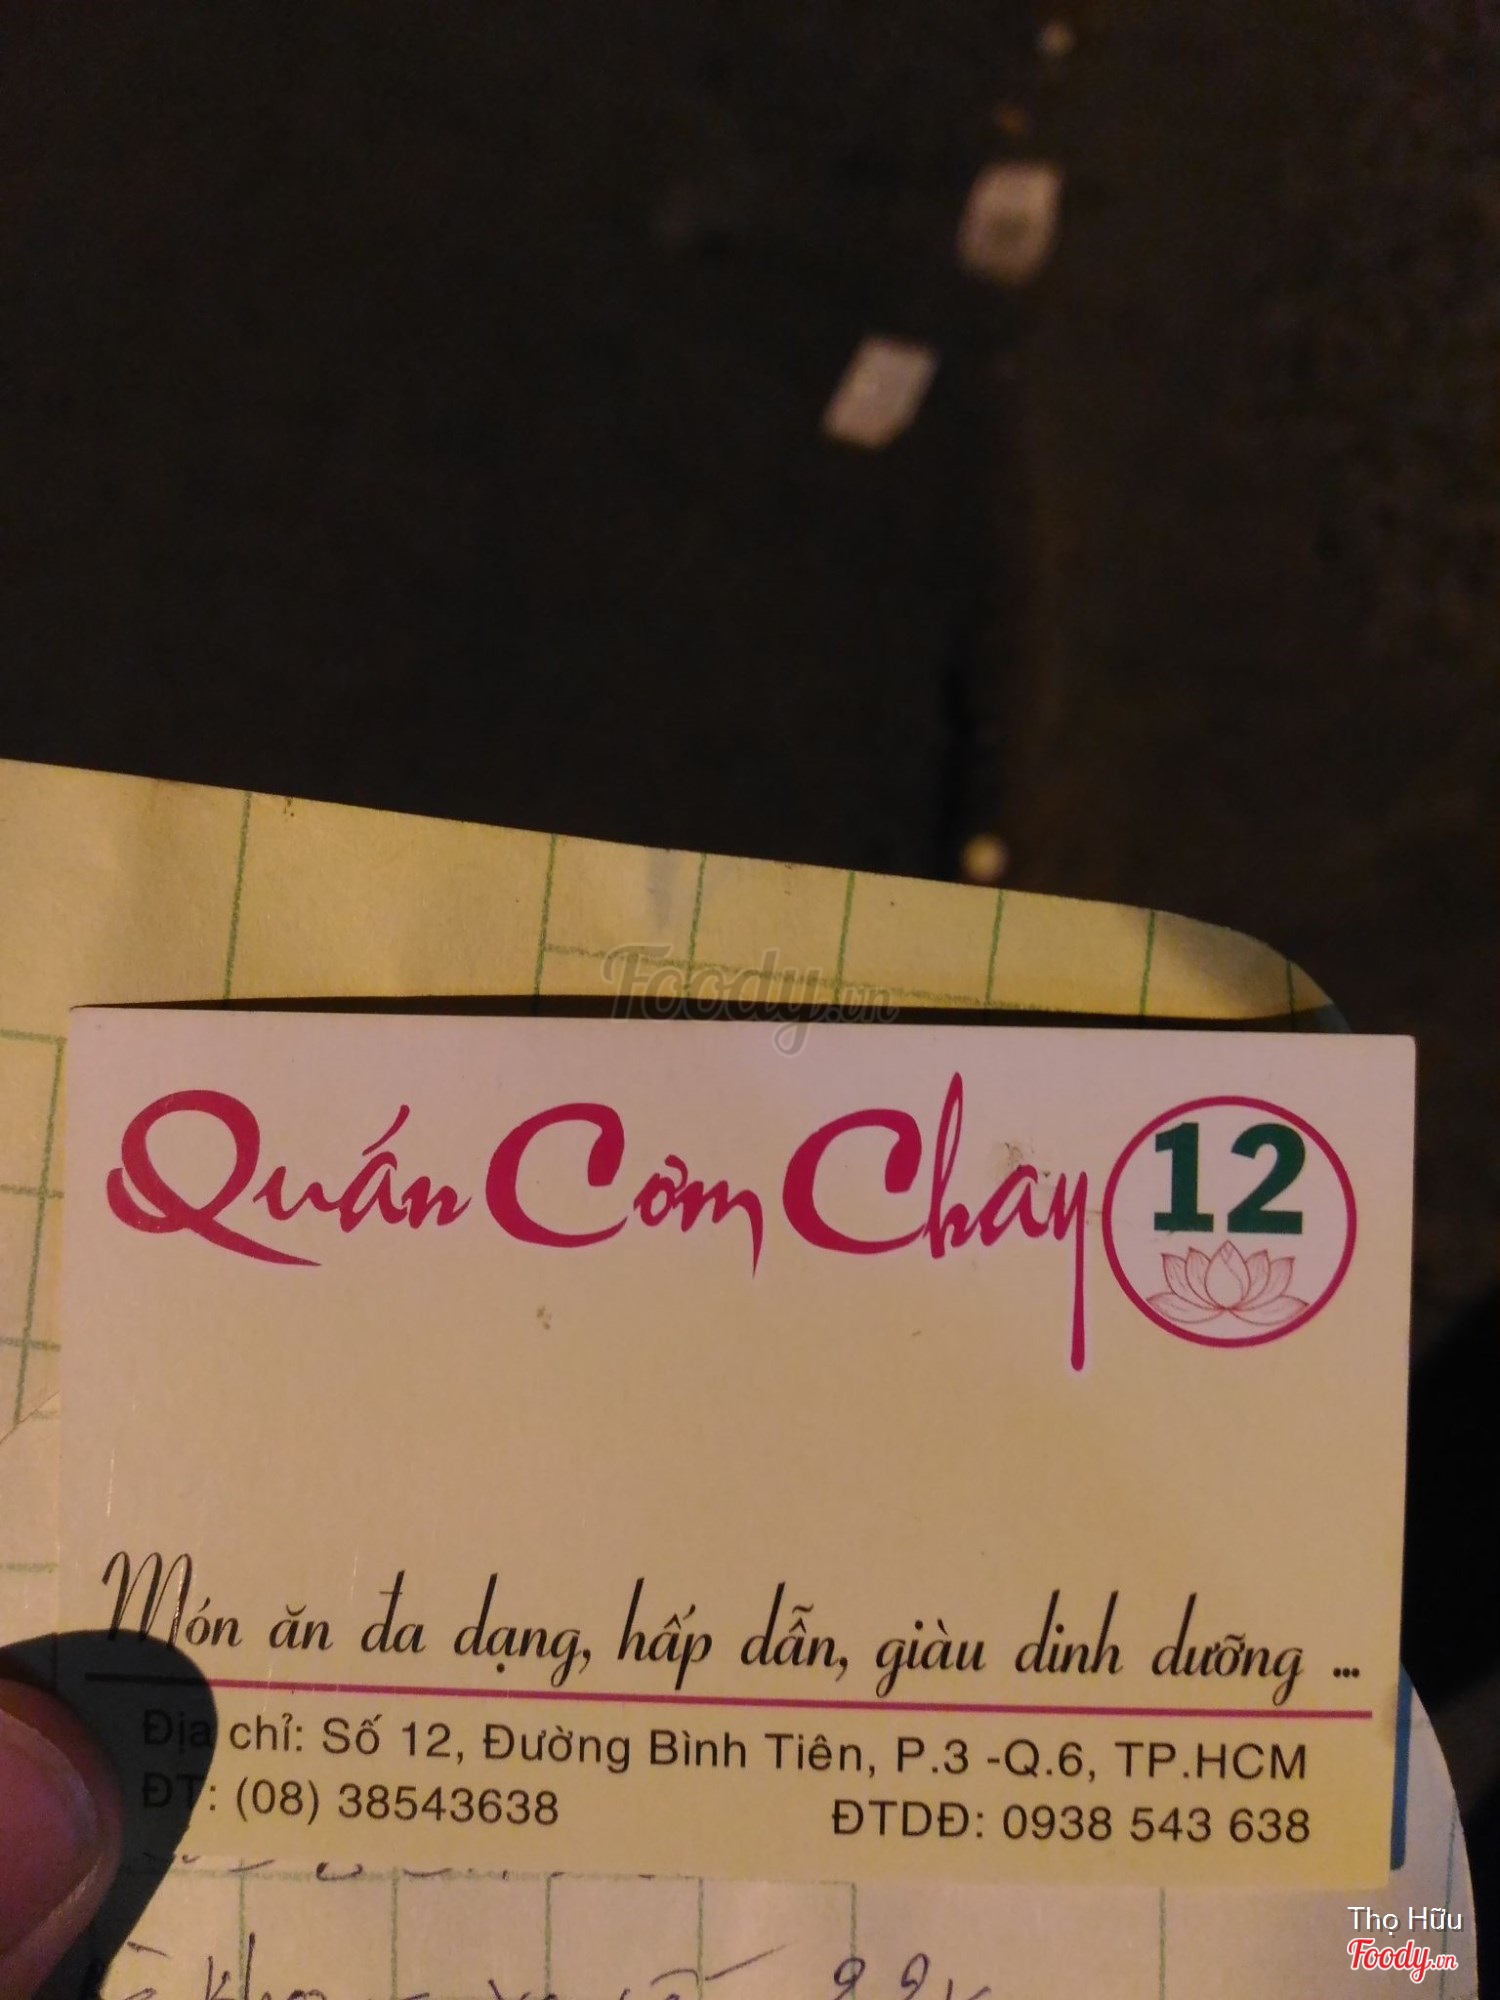 Foody.vn
Quán Cơm Chay 12
Món ăn đa dạng, hấp dẫn, giàu dinh dưỡng ...
Địa chỉ: Số 12, Đường Bình Tiên, P.3 -Q.6, TP.HCM
ĐT: (08) 38543638 ĐTDĐ: 0938 543 638
Thọ Hữu
Foody.vn